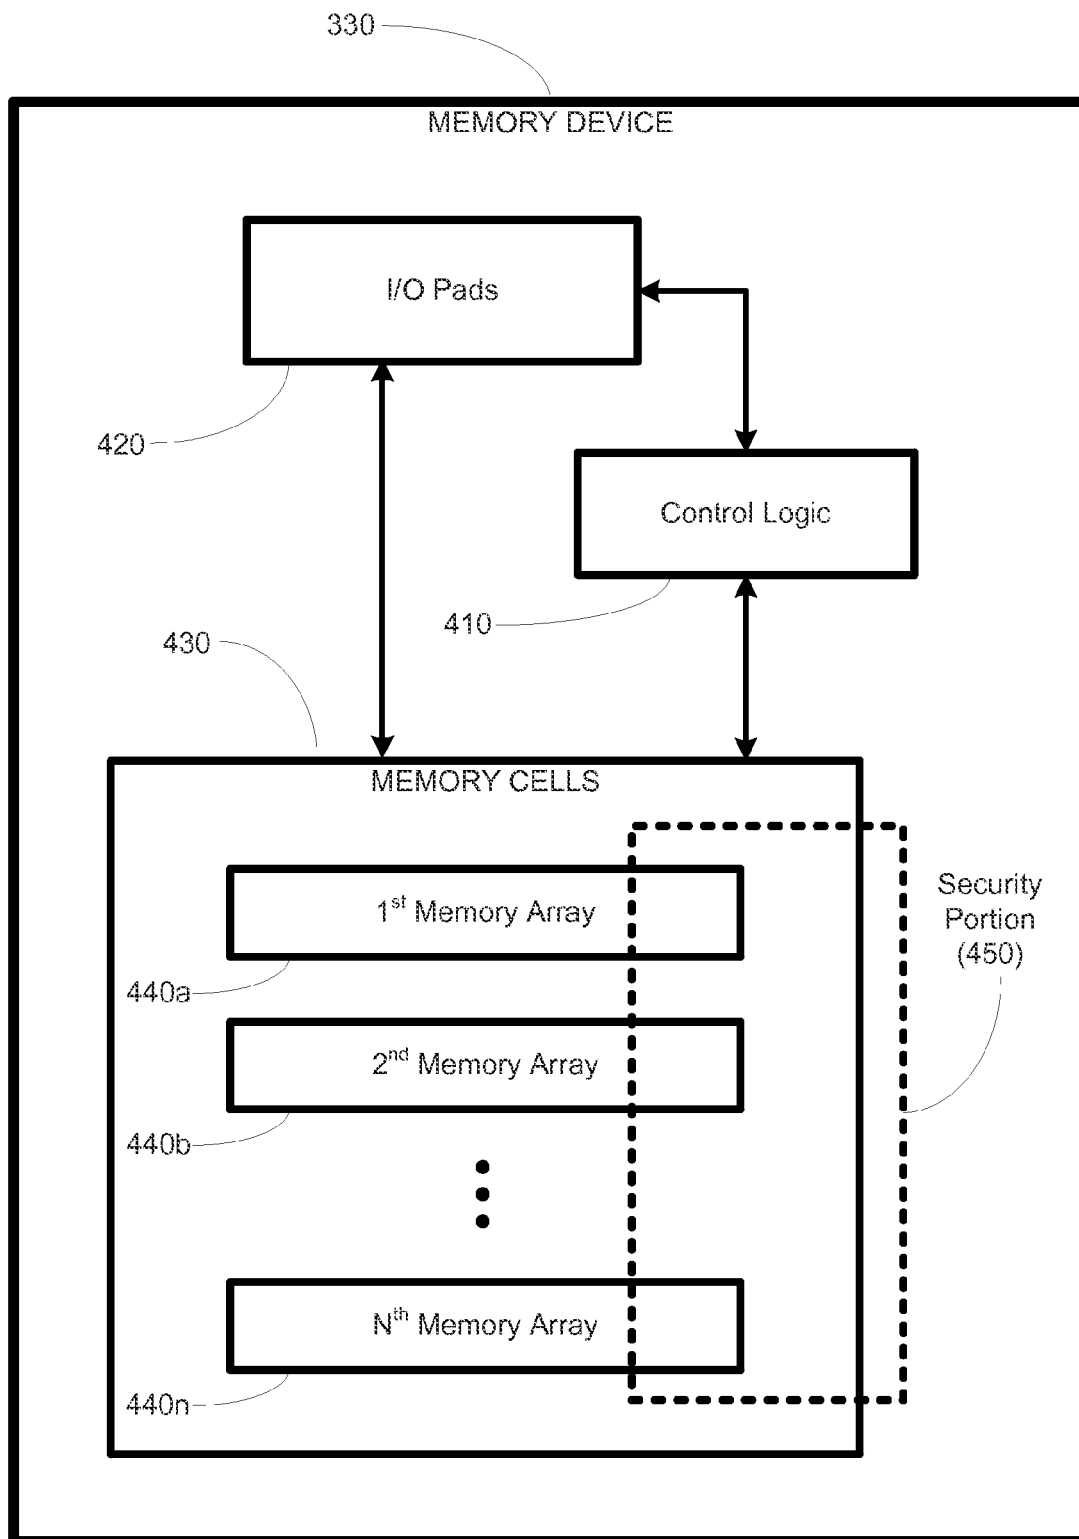 330
MEMORY DEVICE
I/O Pads
420
Control Logic
410
430
MEMORY CELLS
1st Memory Array
440a
2nd Memory Array
440b
Nth Memory Array
440n
Security
Portion
(450)